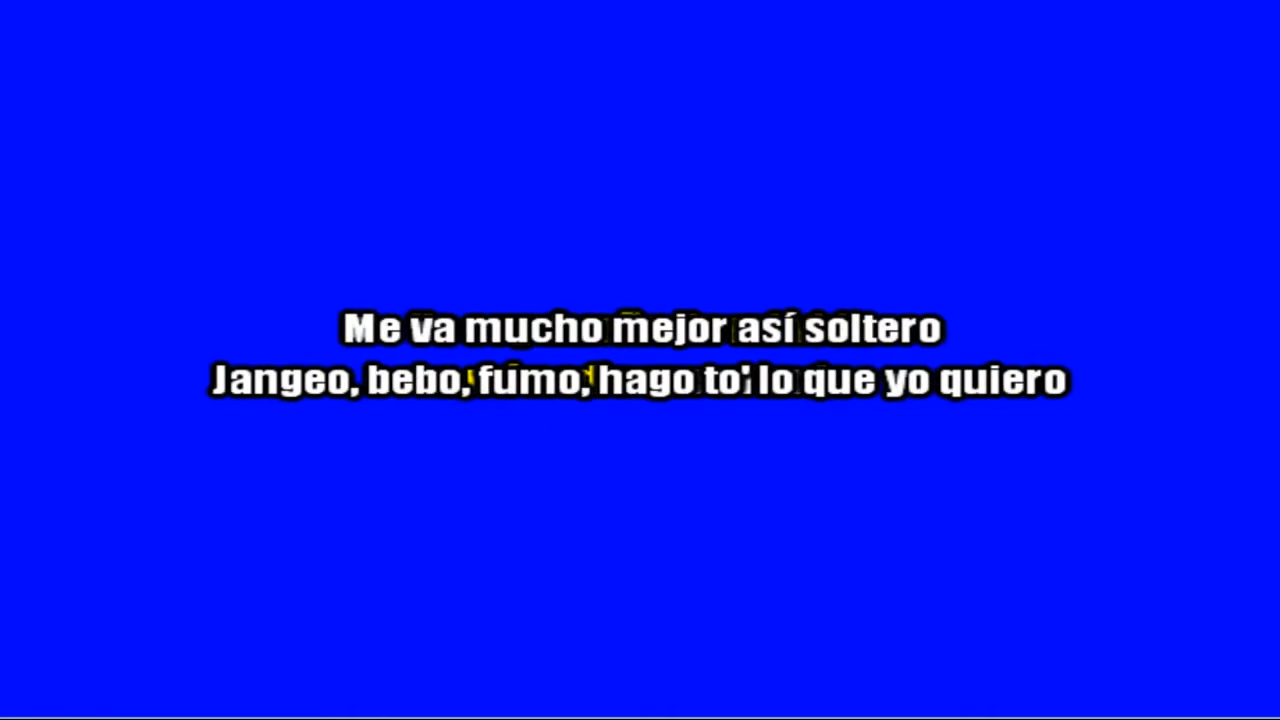 Me va mucho mejor así soltero
Jangeo, bebo, fumo, hago to' lo que yo quiero